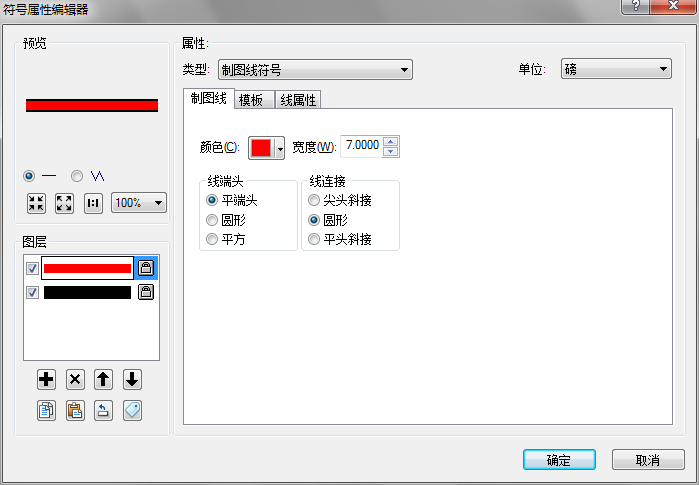 符号属性编辑器
预览
100%
图层
属性:
类型: 制图线符号 单位: 磅
制图线 模板 线属性
颜色(C): 宽度(W): 7.0000
线端头 线连接
平端头 尖头斜接
圆形 圆形
平方 平头斜接
确定 取消